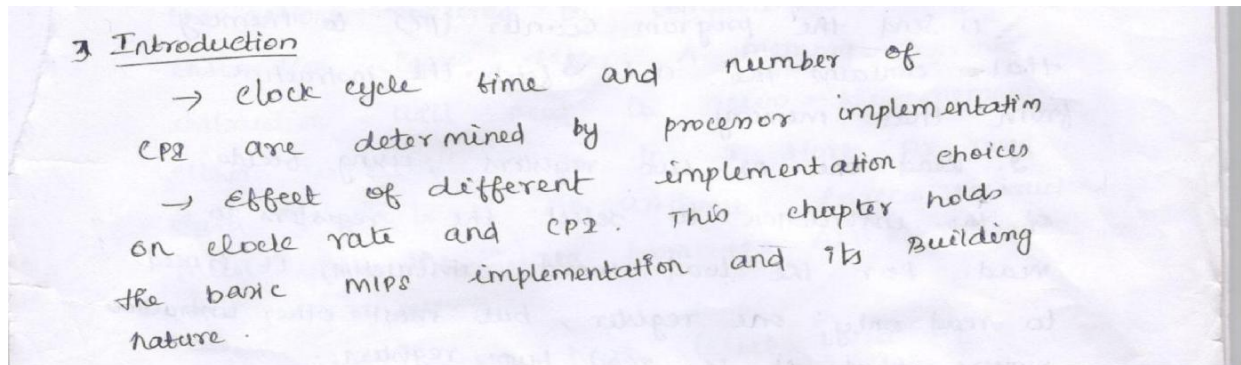 Introduction
→ clock cycle time and number of
CPI are determined by processor implementatin
→ Effect of different implementation choices
on clock rate and CPI. This chapter holds
the basic MIPS implementation and its Building
nature.